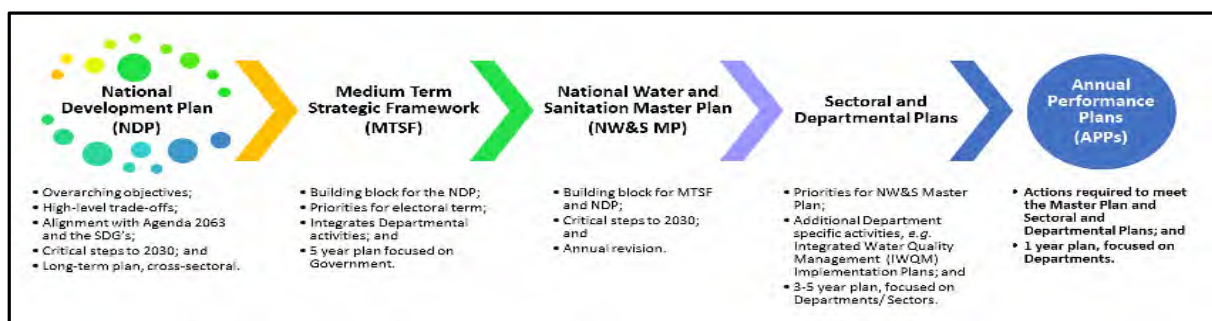 National
Development Plan
(NDP)
• Overarching objectives;
• High-level trade-offs;
• Alignment with Agenda 2063
and the SDG's;
• Critical steps to 2030; and
• Long-term plan, cross-sectoral.
Medium Term
Strategic Framework
(MTSF)
• Building block for the NDP;
• Priorities for electoral term;
• Integrates Departmental
activities; and
• 5 year plan focused on
Government.
National Water and
Sanitation Master Plan
(NW&S MP)
• Building block for MTSF
and NDP;
• Critical steps to 2030;
and
• Annual revision.
Sectoral and
Departmental Plans
• Priorities for NW&S Master
Plan;
• Additional Department
specific activities, e.g.
Integrated Water Quality
Management (IWQM)
Implementation Plans; and
• 3-5 year plan, focused on
Departments/ Sectors.
Annual
Performance
Plans
(APPs)
• Actions required to meet
the Master Plan and
Sectoral and
Departmental Plans; and
• 1 year plan, focused on
Departments.